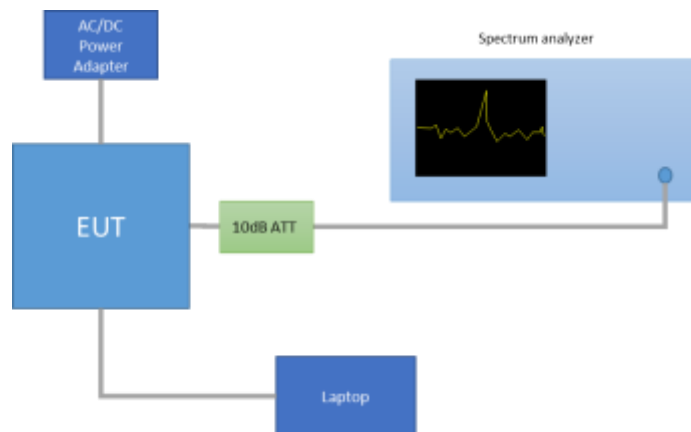 AC/DC
Power
Adapter
Spectrum analyzer
EUT
10dB ATT
Laptop